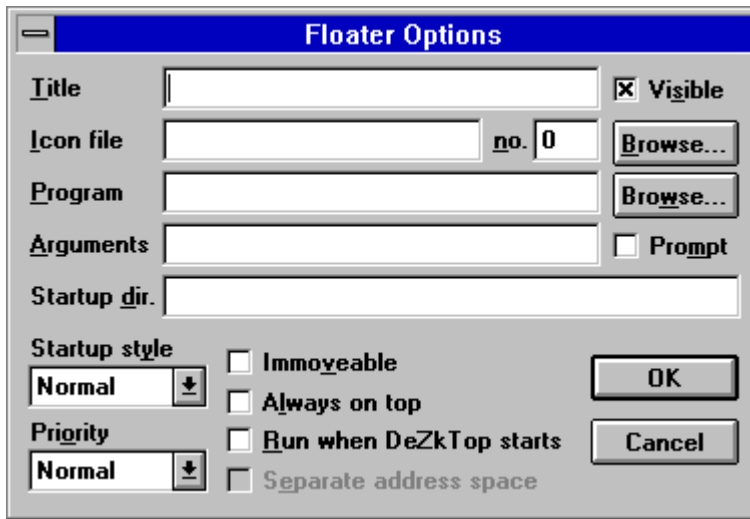 Floater Options
Title Visible
Icon file no. 0 Browse...
Program Browse...
Arguments Prompt
Startup dir.
Startup style
Normal
Immoveable
Always on top
OK
Priority
Normal
Run when DeZkTop starts
Separate address space
Cancel